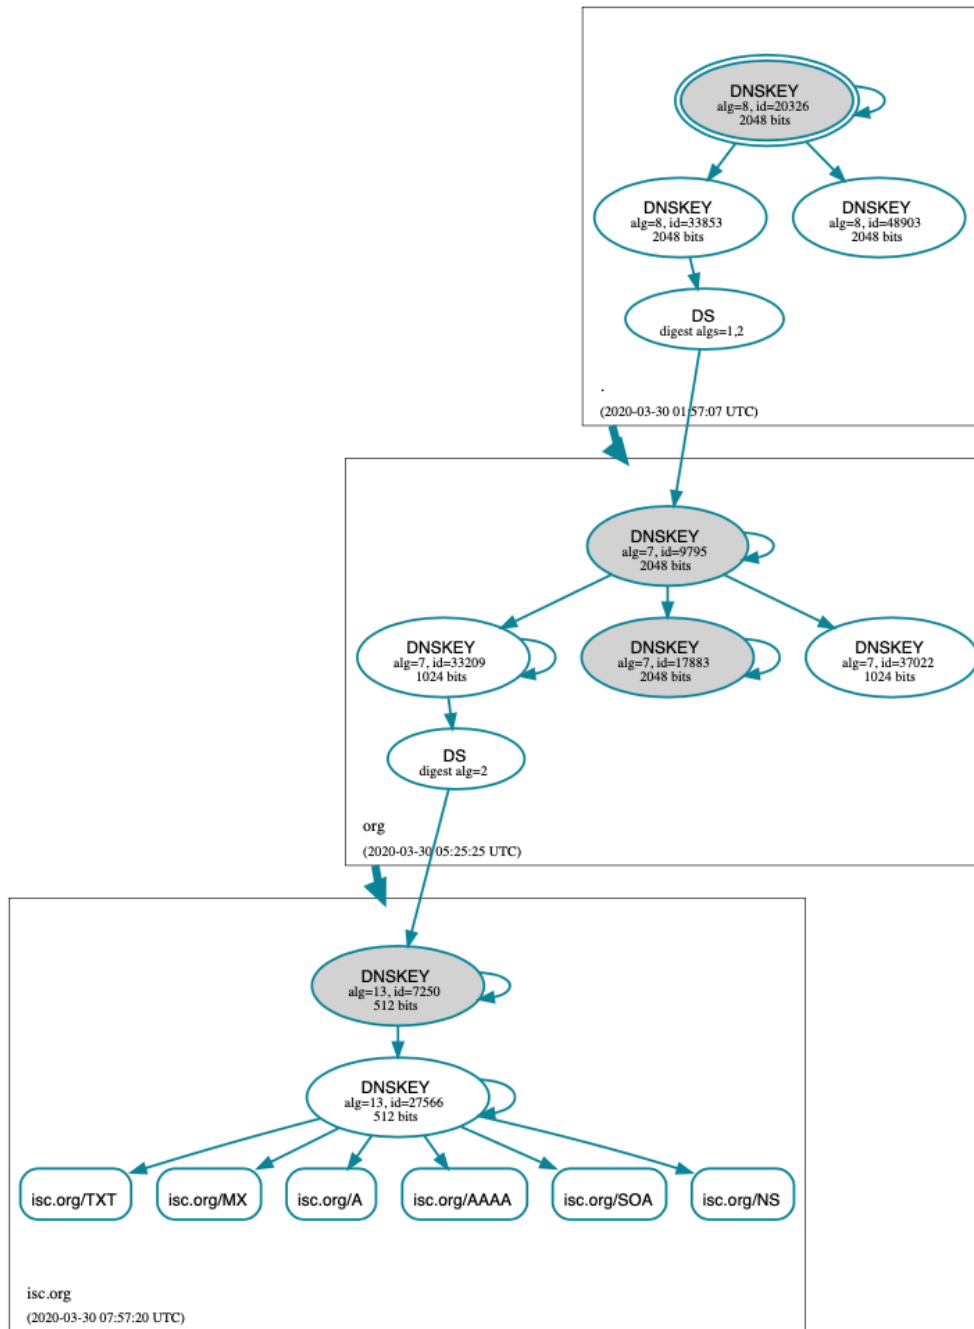 DNSKEY
alg=8, id=20326
2048 bits
DNSKEY
alg=8, id=33853
2048 bits
DNSKEY
alg=8, id=48903
2048 bits
DS
digest algs=1,2
.
(2020-03-30 01:57:07 UTC)
DNSKEY
alg=7, id=9795
2048 bits
DNSKEY
alg=7, id=33209
1024 bits
DNSKEY
alg=7, id=17883
2048 bits
DNSKEY
alg=7, id=37022
1024 bits
DS
digest alg=2
org
(2020-03-30 05:25:25 UTC)
DNSKEY
alg=13, id=7250
512 bits
DNSKEY
alg=13, id=27566
512 bits
isc.org/TXT
isc.org/MX
isc.org/A
isc.org/AAAA
isc.org/SOA
isc.org/NS
isc.org
(2020-03-30 07:57:20 UTC)